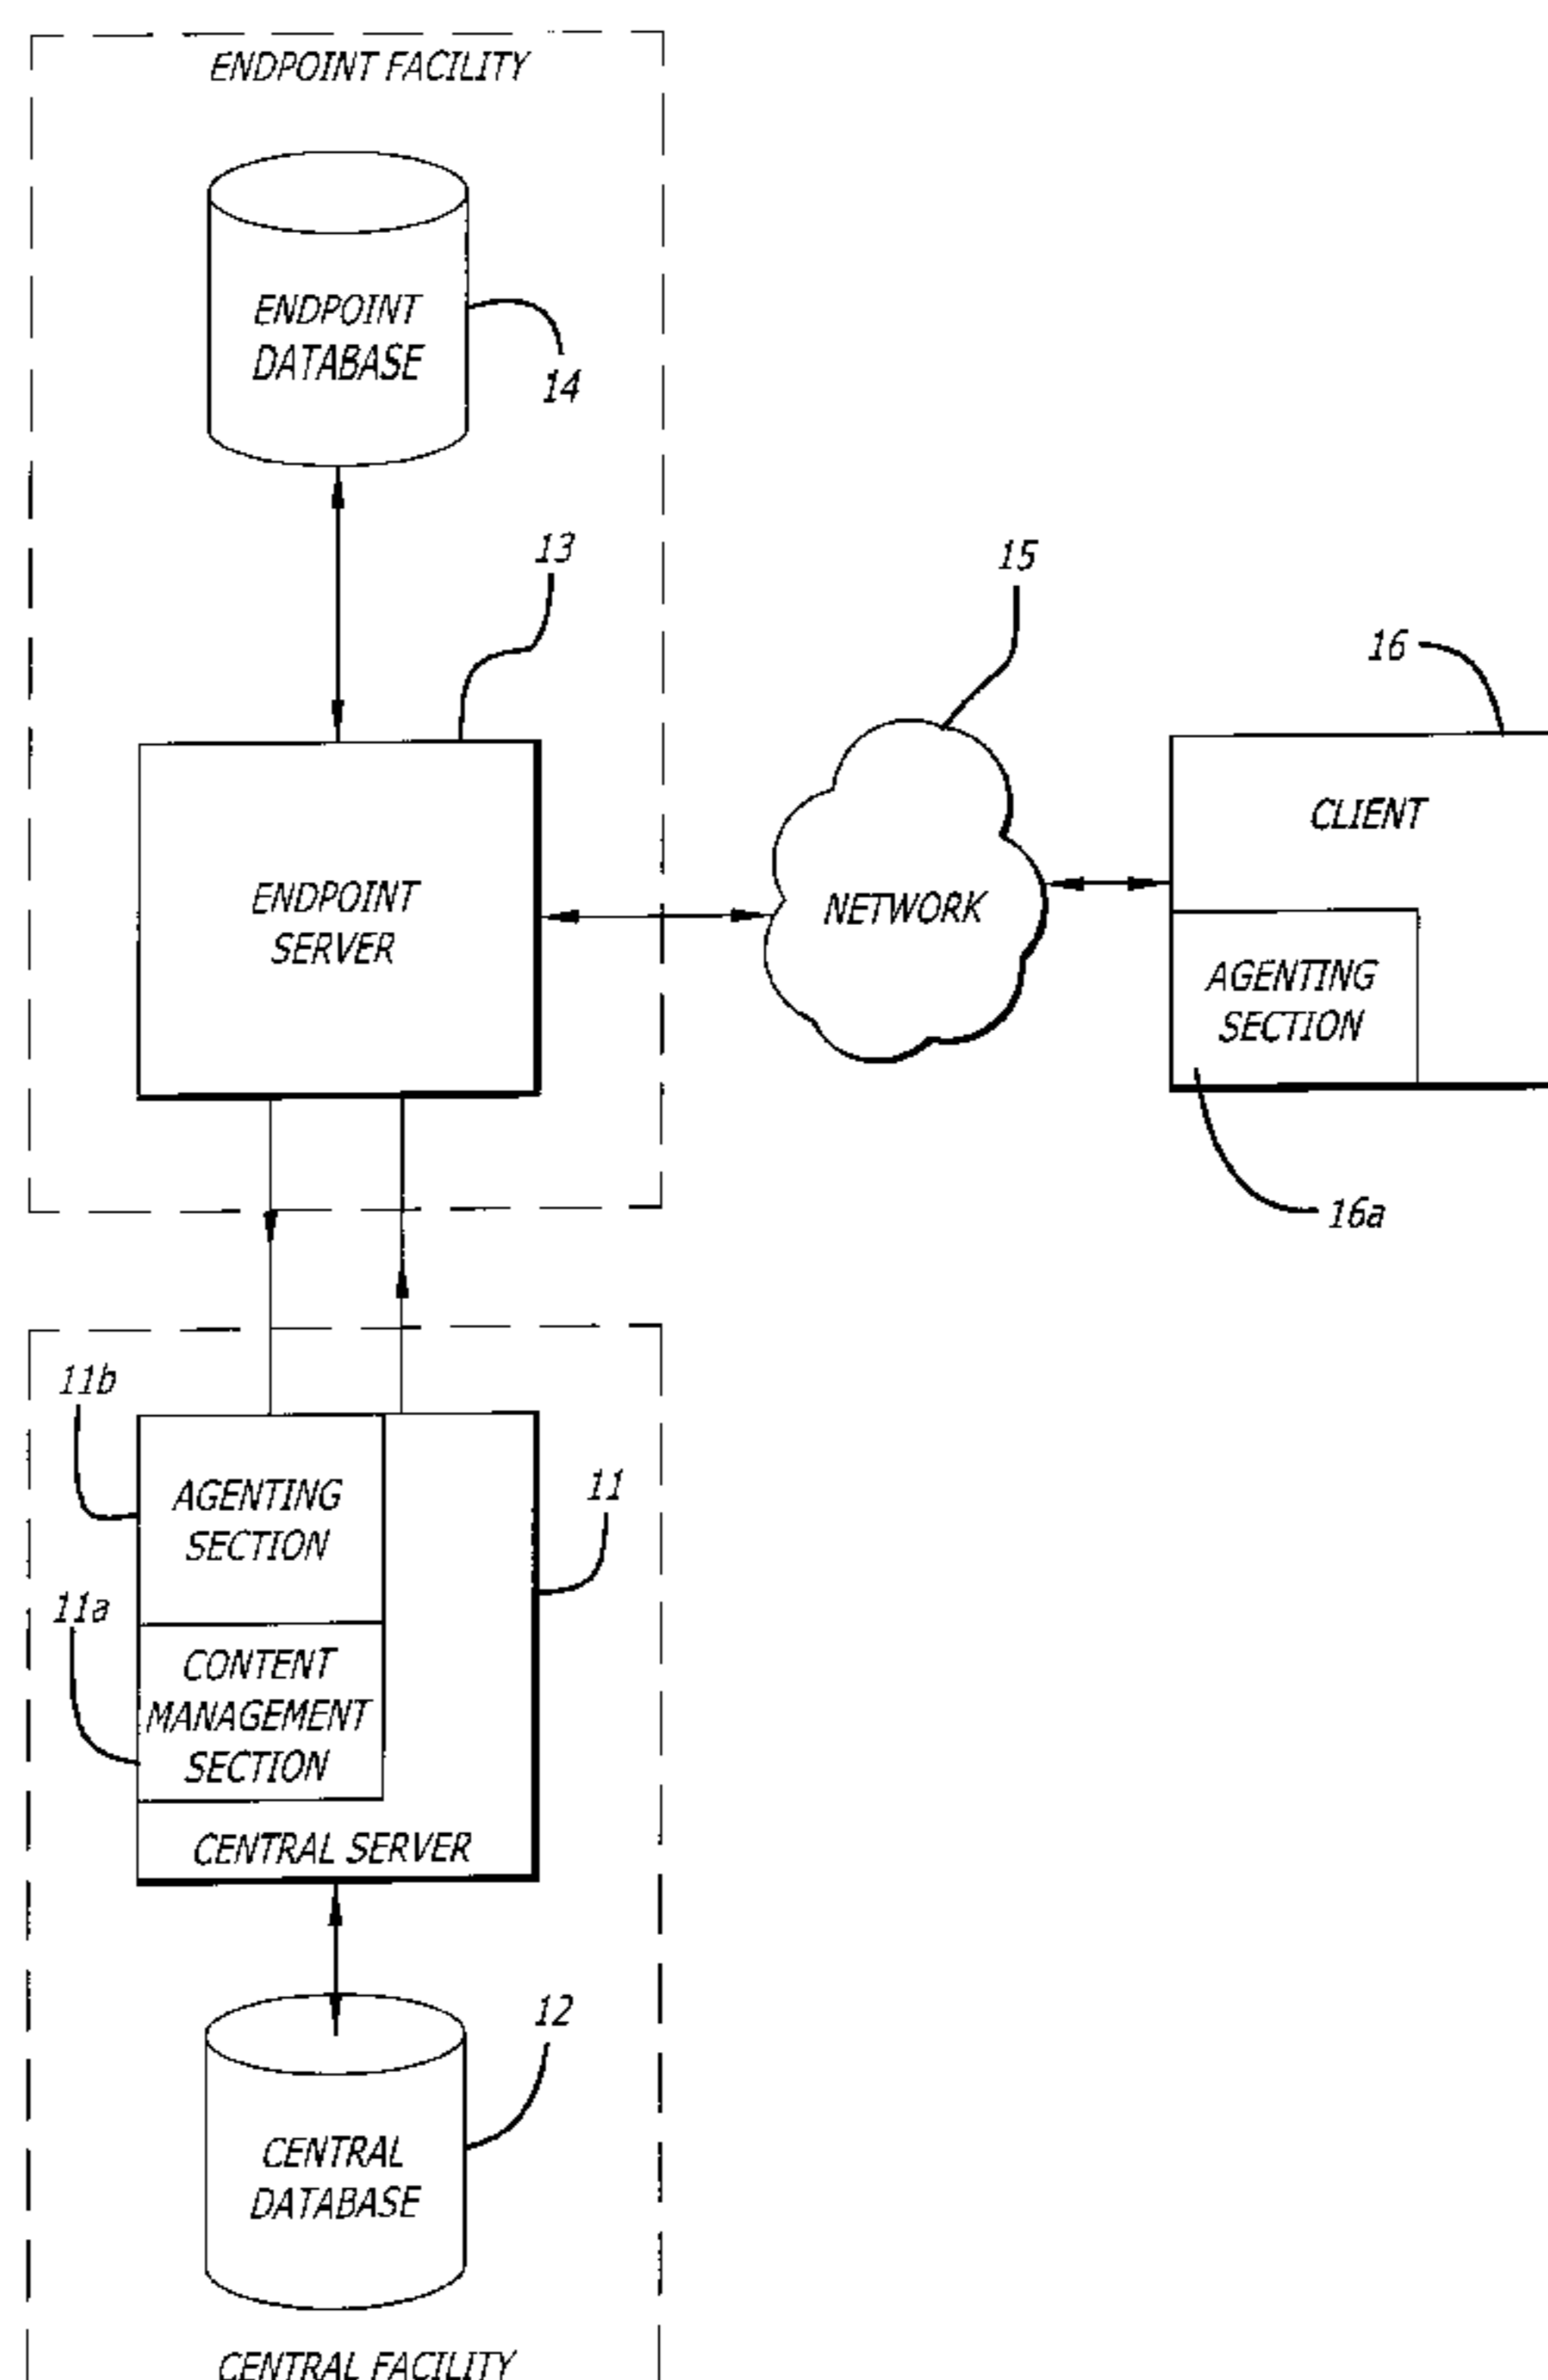 ENDPOINT FACILITY
ENDPOINT
DATABASE
14
13
15
16
CLIENT
ENDPOINT
SERVER
NETWORK
AGENTING
SECTION
16a
11b
AGENTING
SECTION
11
11a
CONTENT
MANAGEMENT
SECTION
CENTRAL SERVER
12
CENTRAL
DATABASE
CENTRAL FACILITY